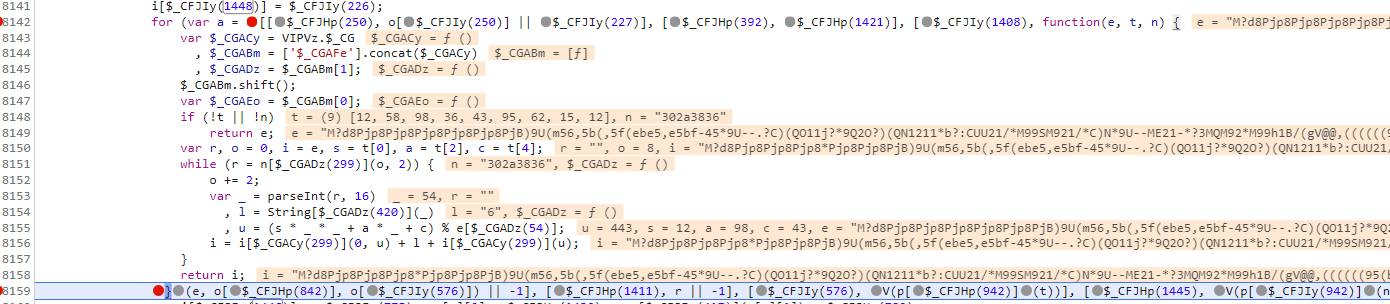 8141 i[$_CFJIy(1448)] = $_CFJIy(226);
8142 for (var a = [[$_CFJHp(250), o[$_CFJIy(250)] || $_CFJIy(227)], [$_CFJHp(392), $_CFJHp(1421)], [$_CFJIy(1408), function(e, t, n) { e = "M?d8Pjp8Pjp8Pjp8Pjp8Pj
8143 var $_CGACy = VIPVz.$_CG $_CGACy = ƒ ()
8144 , $_CGABm = ['$_CGAFe'].concat($_CGACy) $_CGABm = [ƒ]
8145 , $_CGADz = $_CGABm[1]; $_CGADz = ƒ ()
8146 $_CGABm.shift();
8147 var $_CGAEo = $_CGABm[0]; $_CGAEo = ƒ ()
8148 if (!t || !n) t = (9) [12, 58, 98, 36, 43, 95, 62, 15, 12], n = "302a3836"
8149 return e; e = "M?d8Pjp8Pjp8Pjp8Pjp8Pjp8PjB)9U(m56,5b(,5f(ebe5,e5bf-45*9U--.?C)(QO11j?*9Q2O?)(QN1211*b?:CUU21/*M99SM921/*C)N*9U--ME21-*?3MQM92*M99h1B/(gV@@,((((((9
8150 var r, o = 0, i = e, s = t[0], a = t[2], c = t[4]; r = "", o = 8, i = "M?d8Pjp8Pjp8Pjp8*Pjp8Pjp8PjB)9U(m56,5b(,5f(ebe5,e5bf-45*9U--.?C)(QO11j?*9Q2O?)(QN1211*b?:CUU21/
8151 while (r = n[$_CGADz(299)](o, 2)) { n = "302a3836", $_CGADz = ƒ ()
8152 o += 2;
8153 var _ = parseInt(r, 16) _ = 54, r = ""
8154 , l = String[$_CGADz(420)](_) l = "6", $_CGADz = ƒ ()
8155 , u = (s * _ * _ + a * _ + c) % e[$_CGADz(54)]; u = 443, s = 12, a = 98, c = 43, e = "M?d8Pjp8Pjp8Pjp8Pjp8Pjp8PjB)9U(m56,5b(,5f(ebe5,e5bf-45*9U--.?C)(QO11j?*9Q2O
8156 i = i[$_CGACy(299)](0, u) + l + i[$_CGACy(299)](u); i = "M?d8Pjp8Pjp8Pjp8*Pjp8Pjp8PjB)9U(m56,5b(,5f(ebe5,e5bf-45*9U--.?C)(QO11j?*9Q2O?)(QN1211*b?:CUU21/*M99SM921
8157 }
8158 return i; i = "M?d8Pjp8Pjp8Pjp8*Pjp8Pjp8PjB)9U(m56,5b(,5f(ebe5,e5bf-45*9U--.?C)(QO11j?*9Q2O?)(QN1211*b?:CUU21/*M99SM921/*C)N*9U--ME21-*?3MQM92*M99h1B/(gV@@,((((((95(b
8159 }(e, o[$_CFJHp(842)], o[$_CFJIy(576)]) || -1], [$_CFJHp(1411), r || -1], [$_CFJIy(576), V(p[$_CFJHp(942)](t))], [$_CFJHp(1445), V(p[$_CFJIy(942)](n